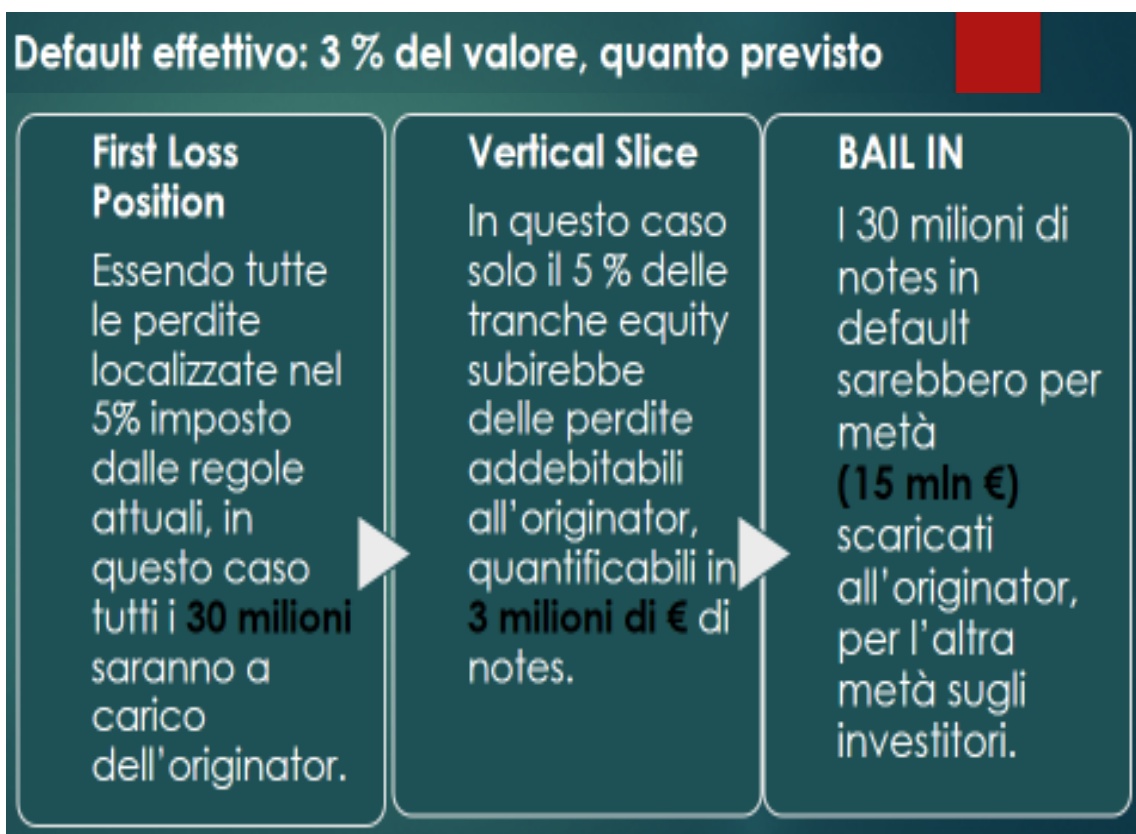 Default effettivo: 3 % del valore, quanto previsto
First Loss
Position
Essendo tutte
le perdite
localizzate nel
5% imposto
dalle regole
attuali, in
questo caso
tutti i 30 milioni
saranno a
carico
dell'originator.
Vertical Slice
In questo caso
solo il 5 % delle
tranche equity
subirebbe
delle perdite
addebitabili
all'originator,
quantificabili in
3 milioni di € di
notes.
BAIL IN
I 30 milioni di
notes in
default
sarebbero per
metà
(15 mln €)
scaricati
all'originator,
per l'altra
metà sugli
investitori.